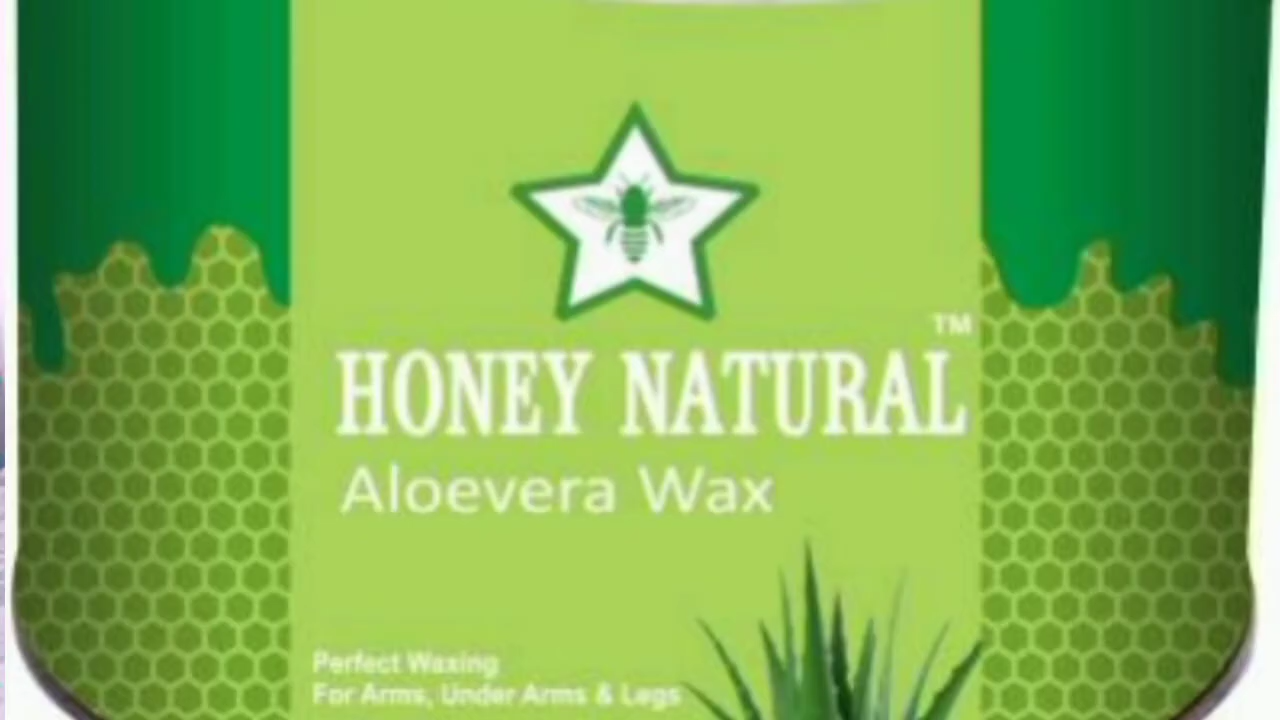 TM
HONEY NATURAL
Aloevera Wax
Perfect Waxing
For Arms, Under Arms & Legs